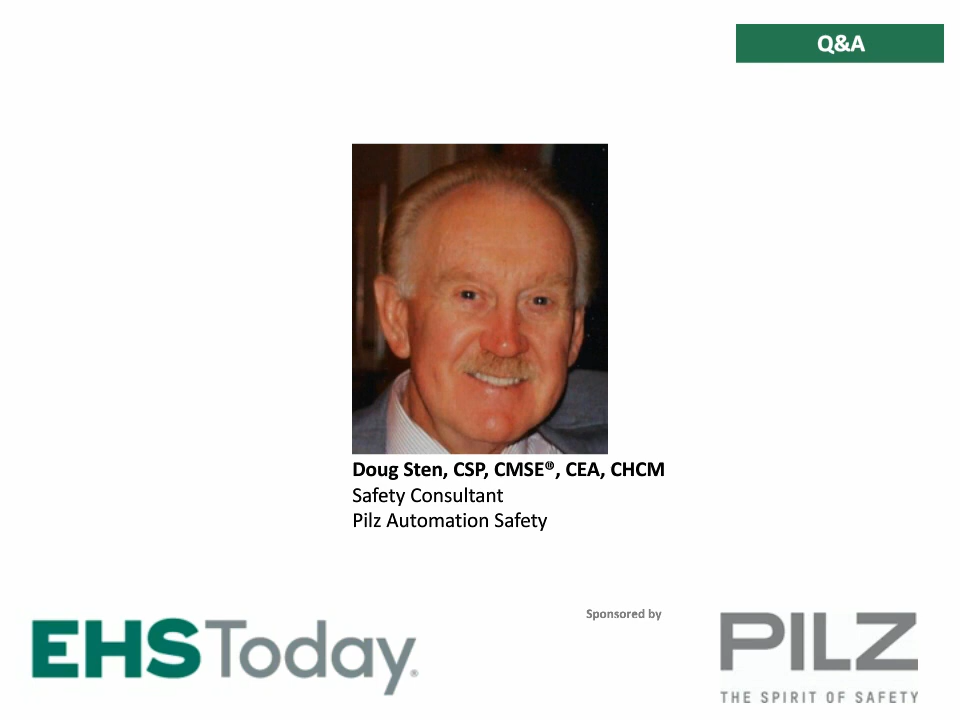 Q&A
Doug Sten, CSP, CMSE®, CEA, CHCM
Safety Consultant
Pilz Automation Safety
Sponsored by
EHSToday®
PILZ
THE SPIRIT OF SAFETY